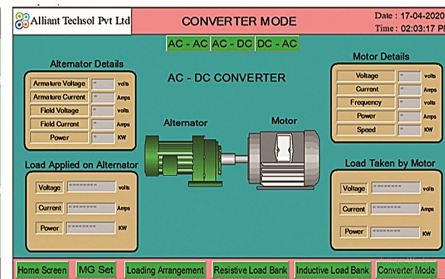 Alliant Techsol Pvt Ltd
CONVERTER MODE
Date : 17-04-2020
Time : 02:03:17 PM
AC - AC AC - DC DC - AC
AC - DC CONVERTER
Alternator Details
Armature Voltage volts
Armature Current Amps
Field Voltage volts
Field Current Amps
Power KW
Motor Details
Voltage volts
Current Amps
Frequency
Power Amps
Speed KW
Alternator
Motor
Load Applied on Alternator
Voltage -------- volts
Current -------- Amps
Power -------- KW
Load Taken by Motor
Voltage -------- volts
Current -------- Amps
Power -------- KW
Home Screen MG Set Loading Arrangement Resistive Load Bank Inductive Load Bank Converter Mode